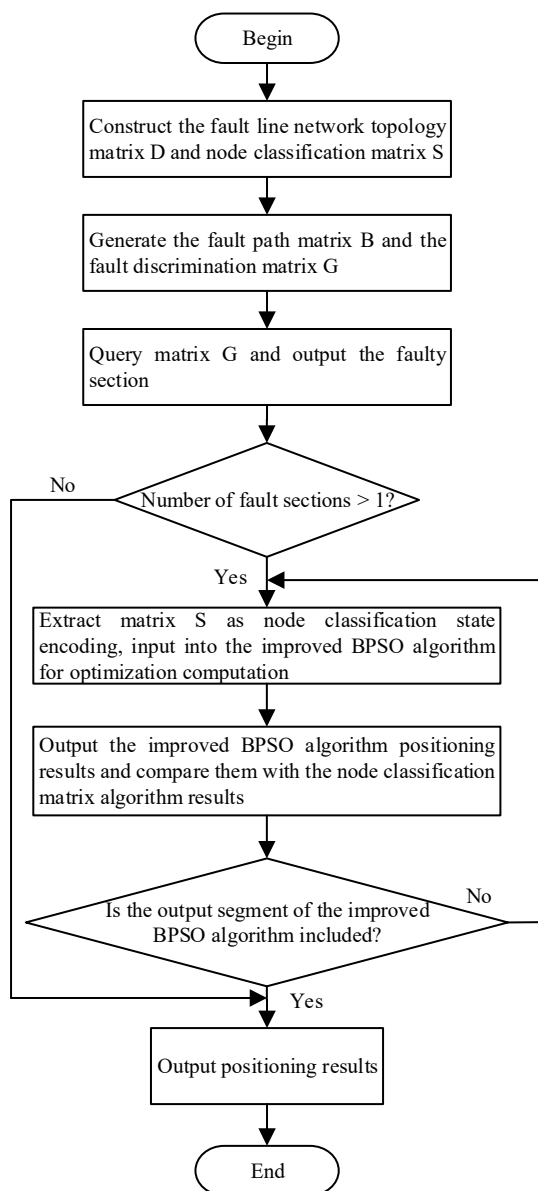 Begin
Construct the fault line network topology
matrix D and node classification matrix S
Generate the fault path matrix B and the
fault discrimination matrix G
Query matrix G and output the faulty
section
No
Number of fault sections > 1?
Yes
Extract matrix S as node classification state
encoding, input into the improved BPSO algorithm
for optimization computation
Output the improved BPSO algorithm positioning
results and compare them with the node classification
matrix algorithm results
Is the output segment of the improved
BPSO algorithm included?
No
Yes
Output positioning results
End